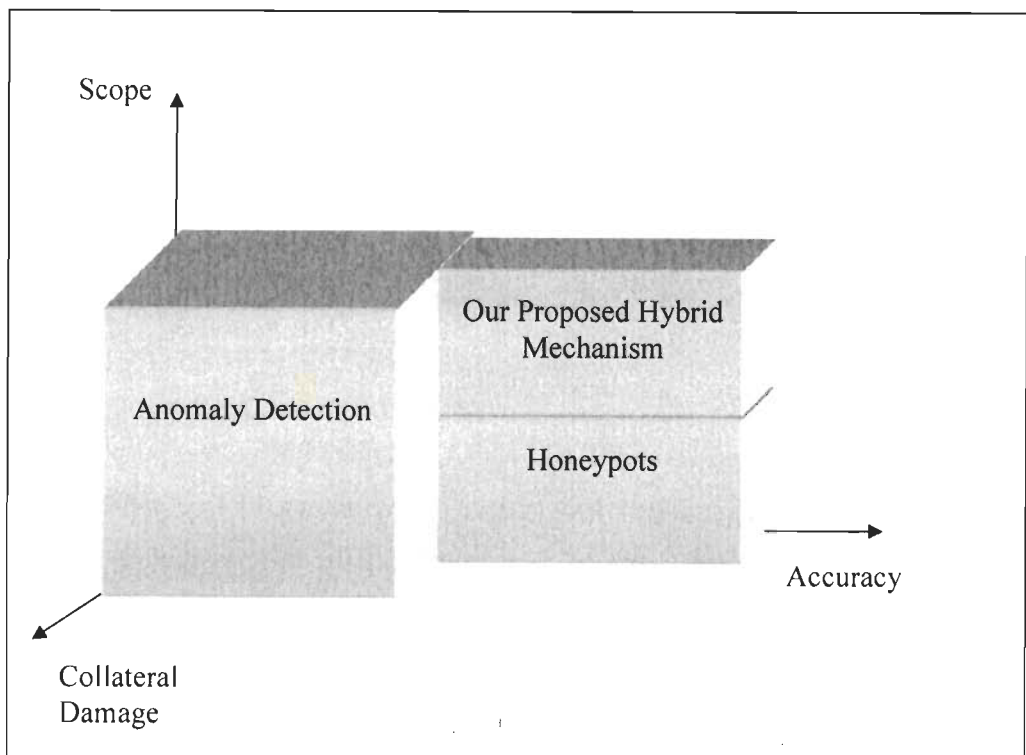 Scope
Our Proposed Hybrid
Mechanism
Anomaly Detection
Honeypots
Accuracy
Collateral
Damage